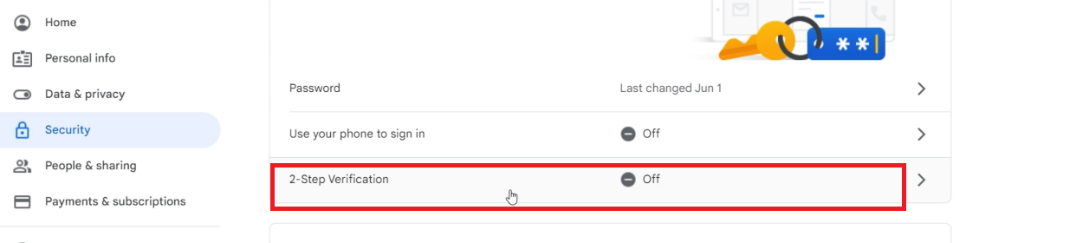 Home
Personal info
Data & privacy
Security
People & sharing
Payments & subscriptions
**
Password Last changed Jun 1
Use your phone to sign in Off
2-Step Verification Off